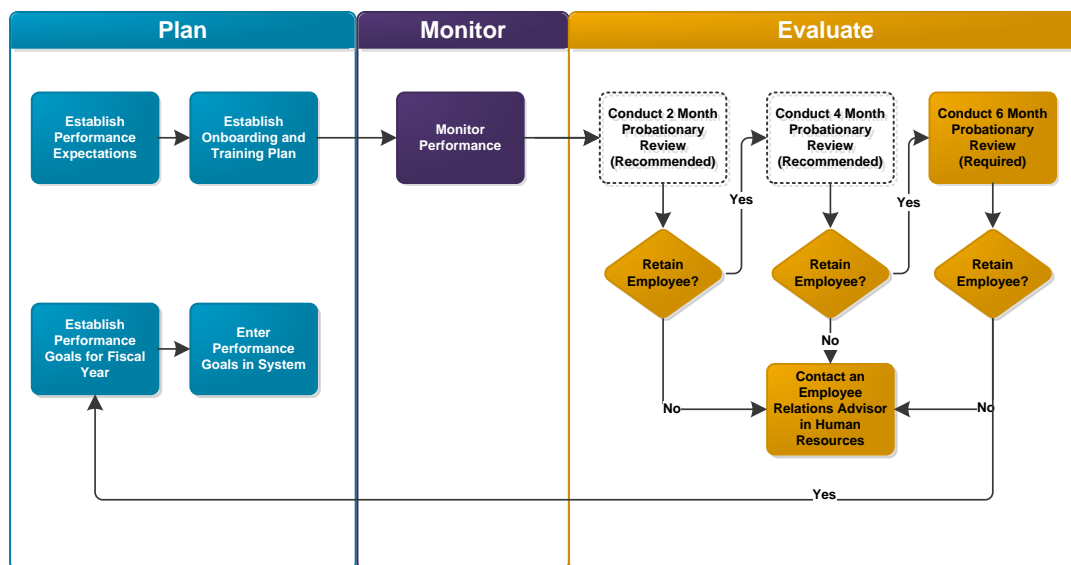 Plan
Monitor
Evaluate
Establish
Performance
Expectations
Establish
Onboarding and
Training Plan
Monitor
Performance
Conduct 2 Month
Probationary
Review
(Recommended)
Conduct 4 Month
Probationary
Review
(Recommended)
Conduct 6 Month
Probationary
Review
(Required)
Yes
Yes
Retain
Employee?
Retain
Employee?
Retain
Employee?
Establish
Performance
Goals for Fiscal
Year
Enter
Performance
Goals in System
No
No
No
Contact an
Employee
Relations Advisor
in Human
Resources
Yes